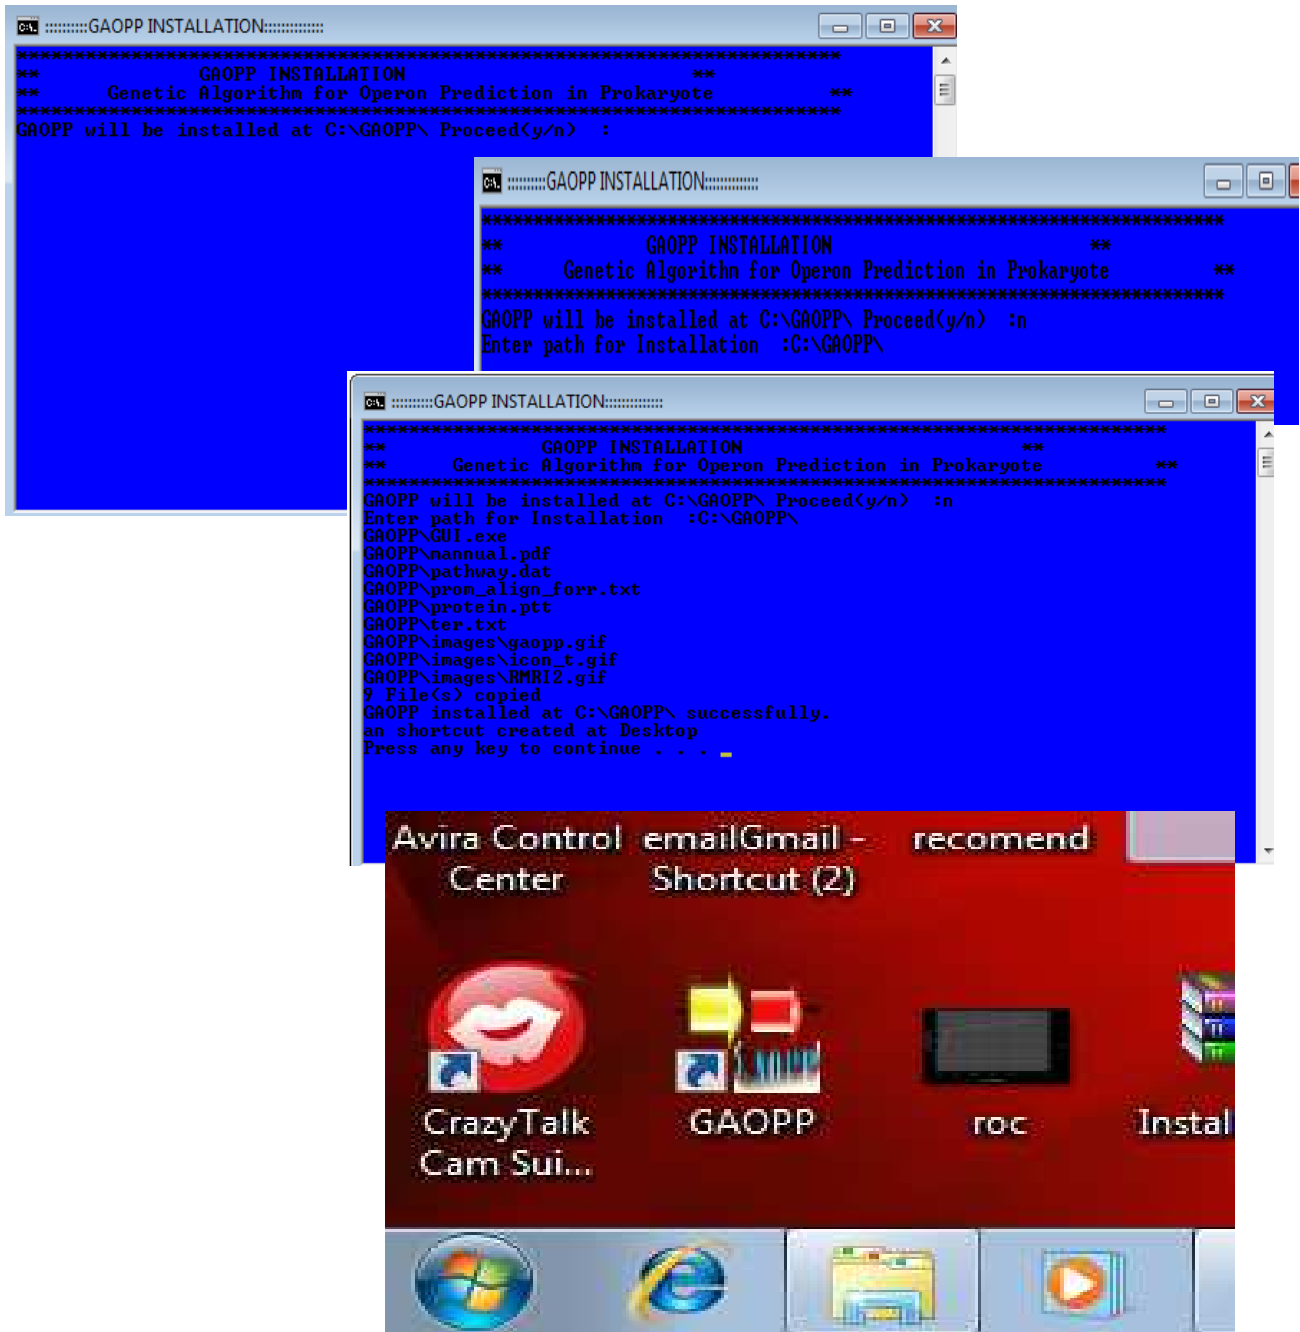 ::::::::::GAOPP INSTALLATION::::::::::::::
*************************************************************************
** GAOPP INSTALLATION **
** Genetic Algorithm for Operon Prediction in Prokaryote **
*************************************************************************
GAOPP will be installed at C:\GAOPP\ Proceed(y/n) :
::::::::::GAOPP INSTALLATION::::::::::::::
*************************************************************************
** GAOPP INSTALLATION **
** Genetic Algorithm for Operon Prediction in Prokaryote **
*************************************************************************
GAOPP will be installed at C:\GAOPP\ Proceed(y/n) :n
Enter path for Installation :C:\GAOPP\
::::::::::GAOPP INSTALLATION::::::::::::::
*************************************************************************
** GAOPP INSTALLATION **
** Genetic Algorithm for Operon Prediction in Prokaryote **
*************************************************************************
GAOPP will be installed at C:\GAOPP\ Proceed(y/n) :n
Enter path for Installation :C:\GAOPP\
GAOPP\GUI.exe
GAOPP\mannual.pdf
GAOPP\pathway.dat
GAOPP\prom_align_forr.txt
GAOPP\protein.ptt
GAOPP\ter.txt
GAOPP\images\gaopp.gif
GAOPP\images\icon_t.gif
GAOPP\images\RMRI2.gif
9 File(s) copied
GAOPP installed at C:\GAOPP\ successfully.
an shortcut created at Desktop
Press any key to continue . . . _
Avira Control Center
emailGmail - Shortcut (2)
recomend
CrazyTalk Cam Sui...
GAOPP
GAOPP
roc
Instal